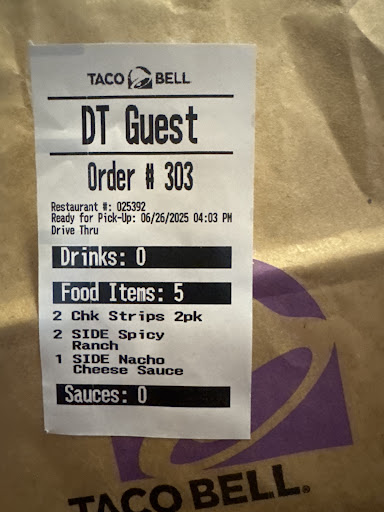 TACO BELL
DT Guest
Order # 303
Restaurant #: 025392
Ready for Pick-Up: 06/26/2025 04:03 PM
Drive Thru
Drinks: 0
Food Items: 5
2 Chk Strips 2pk
2 SIDE Spicy
Ranch
1 SIDE Nacho
Cheese Sauce
Sauces: 0
TACO BELL®